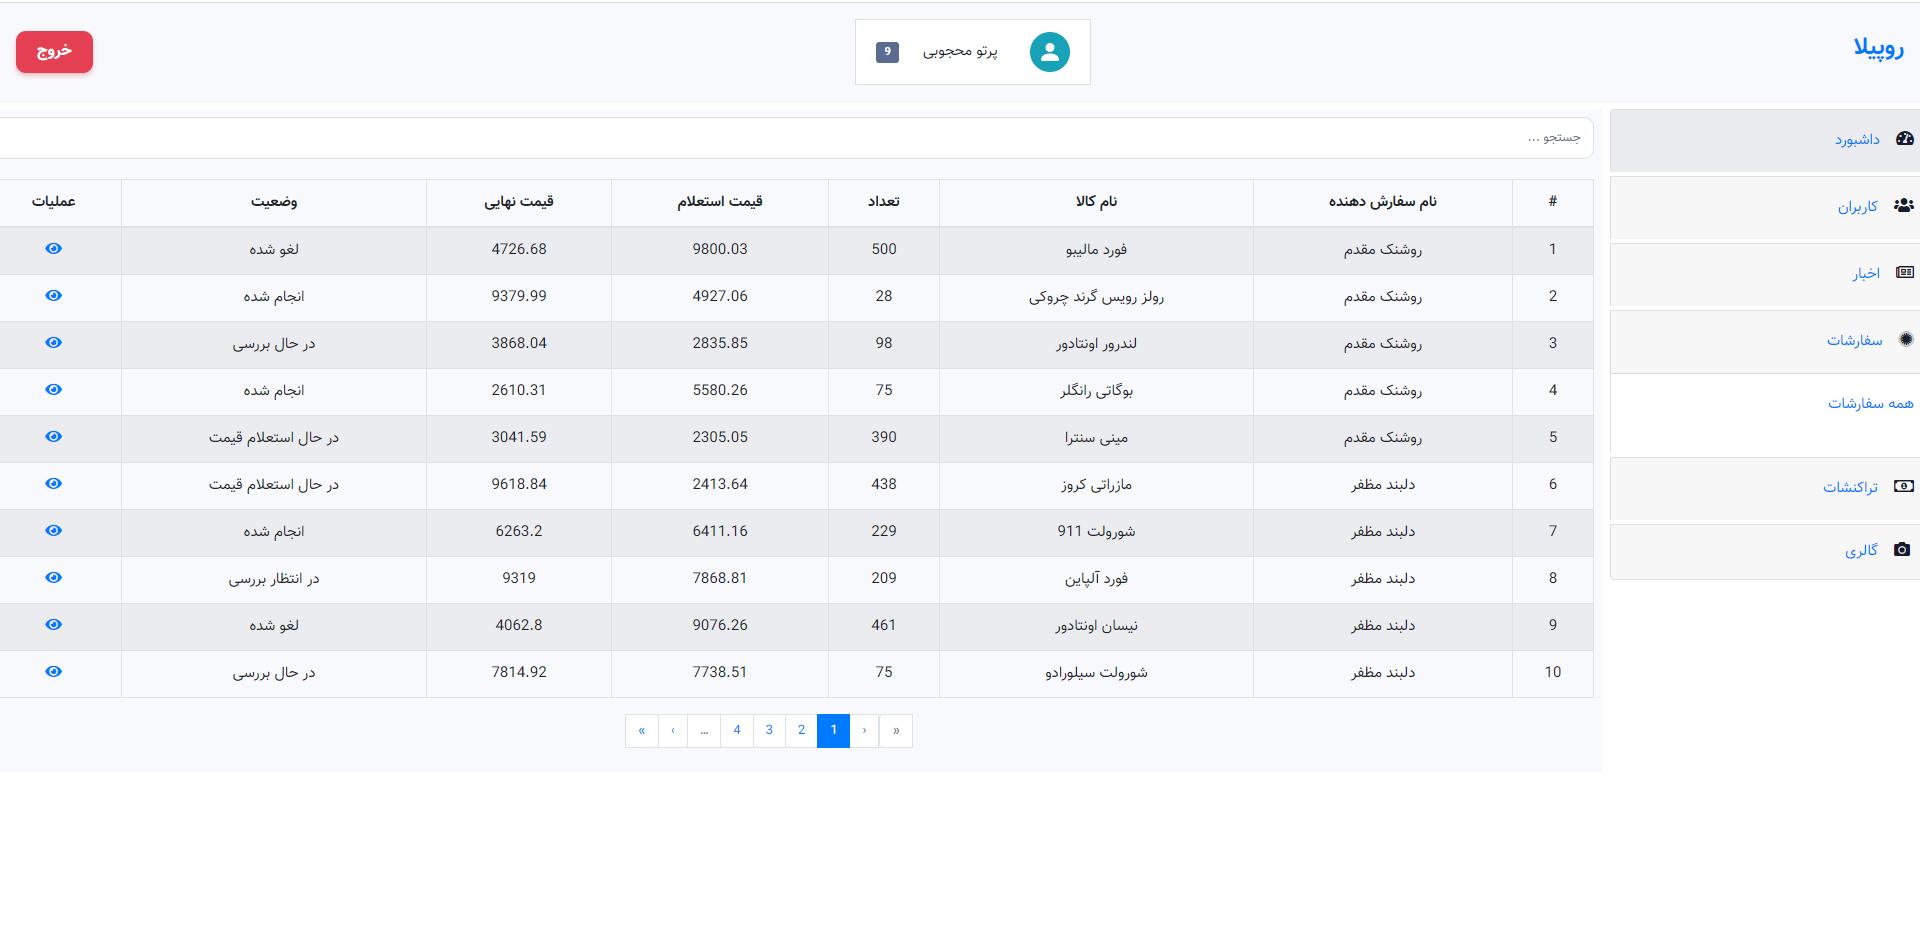 روپیلا
پرتو محجوبی 9
خروج
داشبورد
کاربران
اخبار
سفارشات
همه سفارشات
تراکنشات
گالری
جستجو ...
# نام سفارش دهنده نام کالا تعداد قیمت استعلام قیمت نهایی وضعیت عملیات
1 روشنک مقدم فورد مالیبو 500 9800.03 4726.68 لغو شده
2 روشنک مقدم رولز رویس گرند چروکی 28 4927.06 9379.99 انجام شده
3 روشنک مقدم لندرور اونتادور 98 2835.85 3868.04 در حال بررسی
4 روشنک مقدم بوگاتی رانگلر 75 5580.26 2610.31 انجام شده
5 روشنک مقدم مینی سنترا 390 2305.05 3041.59 در حال استعلام قیمت
6 دلبند مظفر مازراتی کروز 438 2413.64 9618.84 در حال استعلام قیمت
7 دلبند مظفر شورولت 911 229 6411.16 6263.2 انجام شده
8 دلبند مظفر فورد آلپاین 209 7868.81 9319 در انتظار بررسی
9 دلبند مظفر نیسان اونتادور 461 9076.26 4062.8 لغو شده
10 دلبند مظفر شورولت سیلورادو 75 7738.51 7814.92 در حال بررسی
« ‹ 1 2 3 4 ... › »